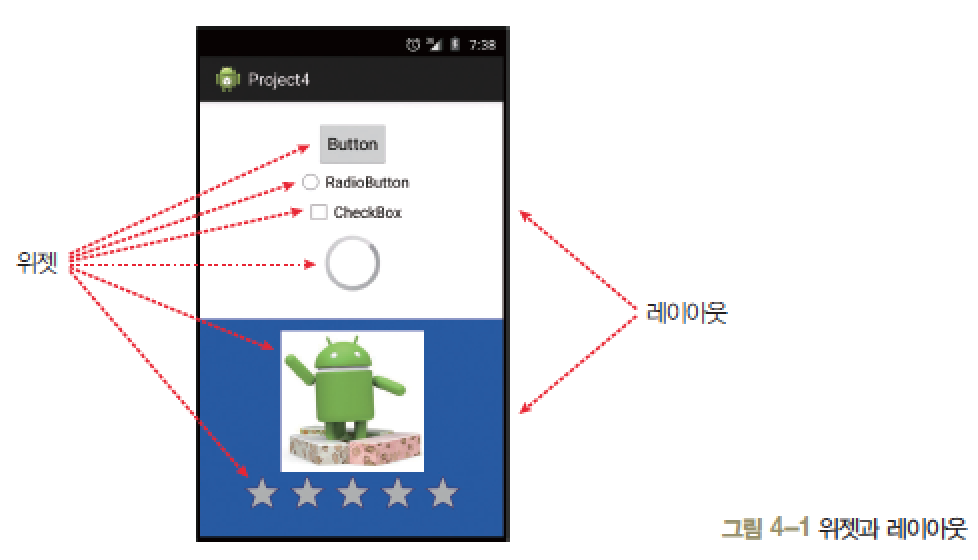 7:38
Project4
Button
RadioButton
CheckBox
위젯
레이아웃
그림 4-1 위젯과 레이아웃